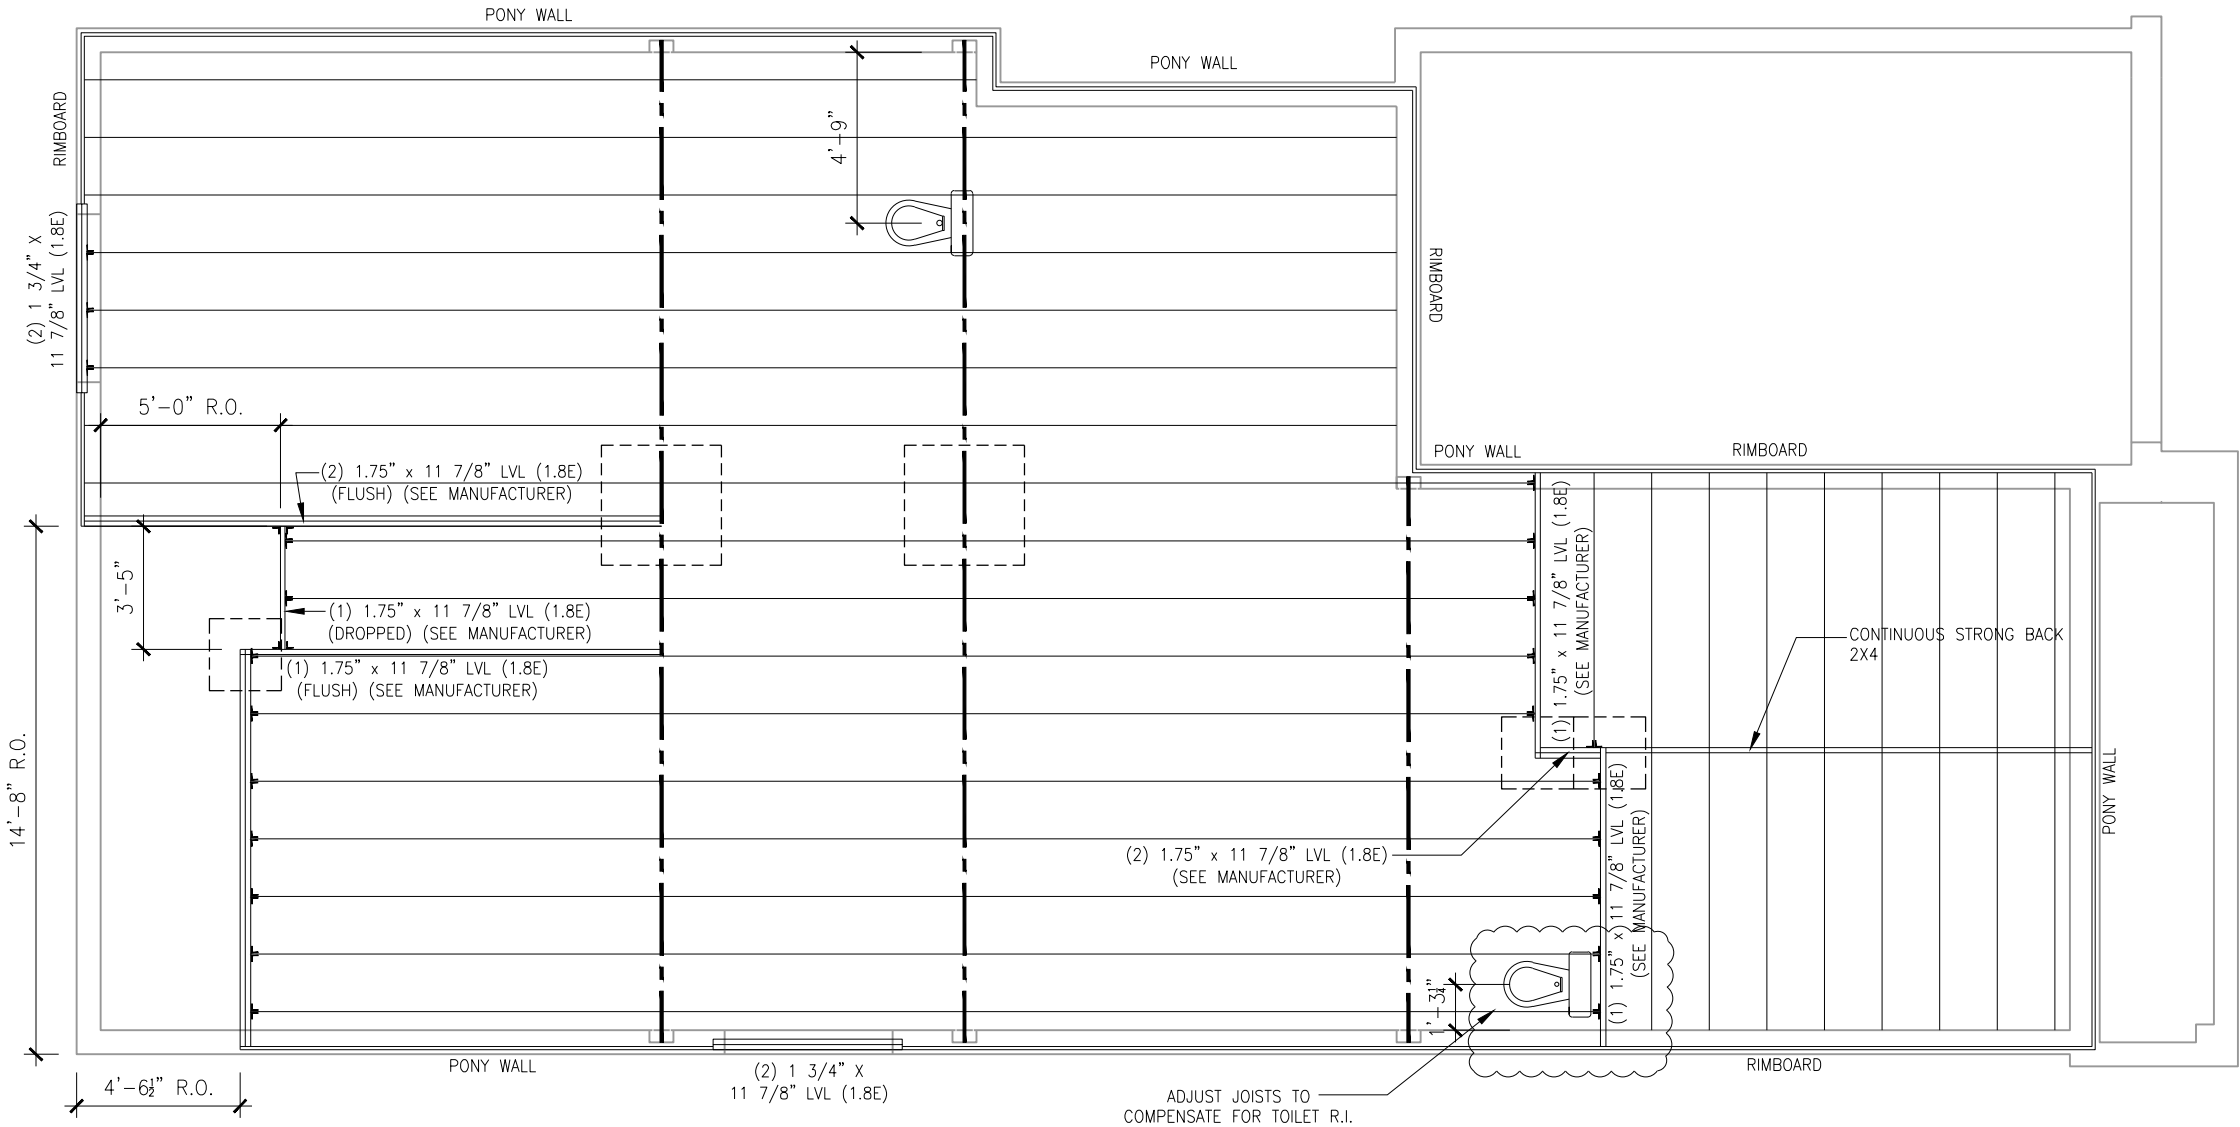 PONY WALL
PONY WALL
RIMBOARD
4'-9"
(2) 1 3/4" X
11 7/8" LVL (1.8E)
RIMBOARD
5'-0" R.O.
PONY WALL
RIMBOARD
(2) 1.75" x 11 7/8" LVL (1.8E)
(FLUSH) (SEE MANUFACTURER)
(1) 1.75" x 11 7/8" LVL (1.8E)
(SEE MANUFACTURER)
3'-5"
(1) 1.75" x 11 7/8" LVL (1.8E)
(DROPPED) (SEE MANUFACTURER)
CONTINUOUS STRONG BACK
2X4
(1) 1.75" x 11 7/8" LVL (1.8E)
(FLUSH) (SEE MANUFACTURER)
14'-8" R.O.
PONY WALL
(2) 1.75" x 11 7/8" LVL (1.8E)
(SEE MANUFACTURER)
(1) 1.75" x 11 7/8" LVL (1.8E)
(SEE MANUFACTURER)
1'-3¼"
PONY WALL
(2) 1 3/4" X
11 7/8" LVL (1.8E)
RIMBOARD
4'-6½" R.O.
ADJUST JOISTS TO
COMPENSATE FOR TOILET R.I.